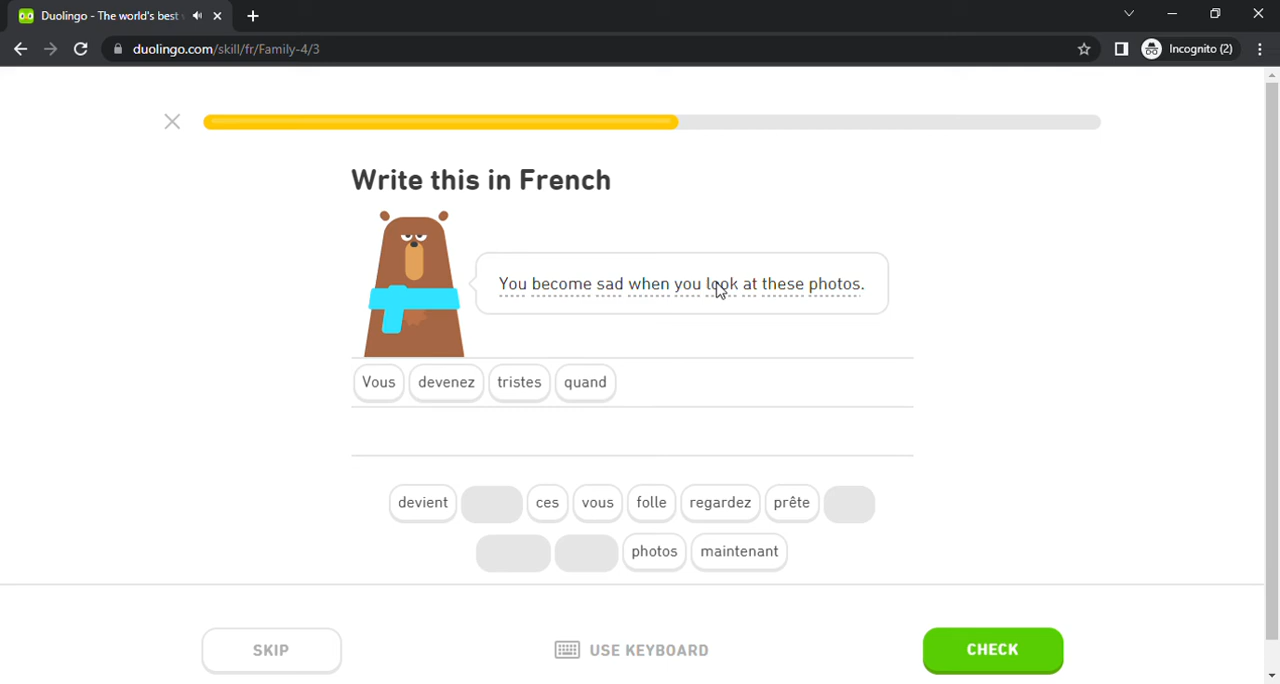 Duolingo - The world's best
duolingo.com/skill/fr/Family-4/3
Incognito (2)
Write this in French
You become sad when you look at these photos.
Vous devenez tristes quand
devient ces vous folle regardez prête
photos maintenant
SKIP USE KEYBOARD CHECK